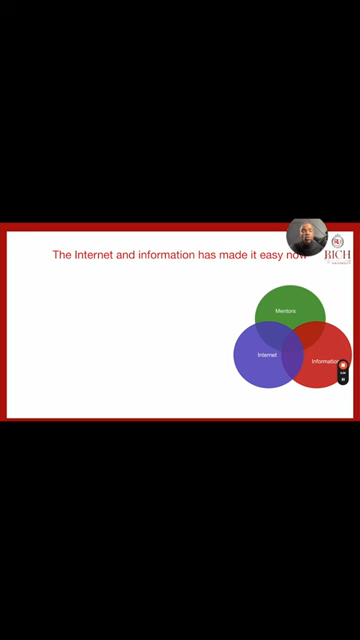 The Internet and information has made it easy now
RICH
Mentors
Internet
Information